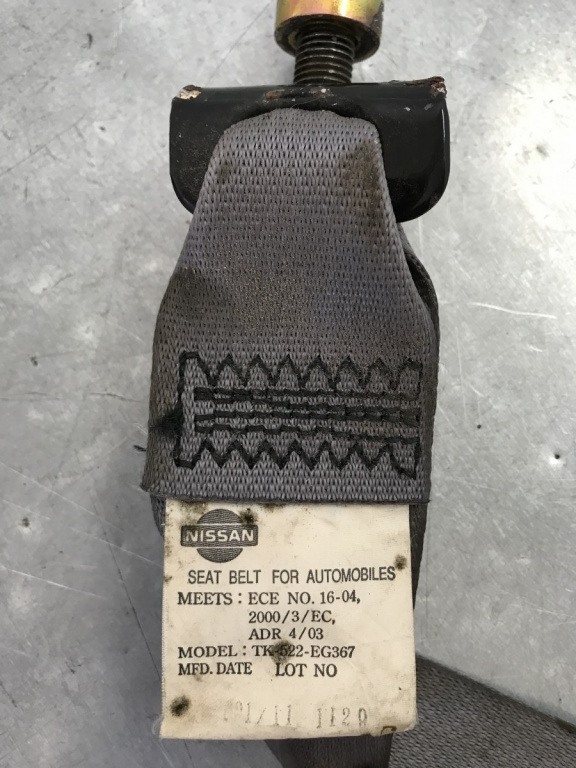 NISSAN
SEAT BELT FOR AUTOMOBILES
MEETS : ECE NO. 16-04,
2000/3/EC,
ADR 4/03
MODEL : TK-522-EG367
MFD. DATE LOT NO